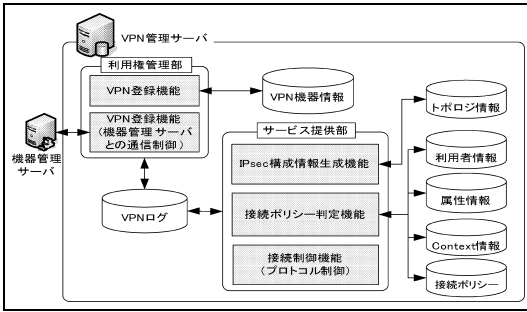 VPN管理サーバ
利用権管理部
VPN登録機能
VPN登録機能
(機器管理サーバ
との通信制御)
機器管理
サーバ
VPN機器情報
VPNログ
サービス提供部
IPsec構成情報生成機能
接続ポリシー判定機能
接続制御機能
(プロトコル制御)
トポロジ情報
利用者情報
属性情報
Context情報
接続ポリシー